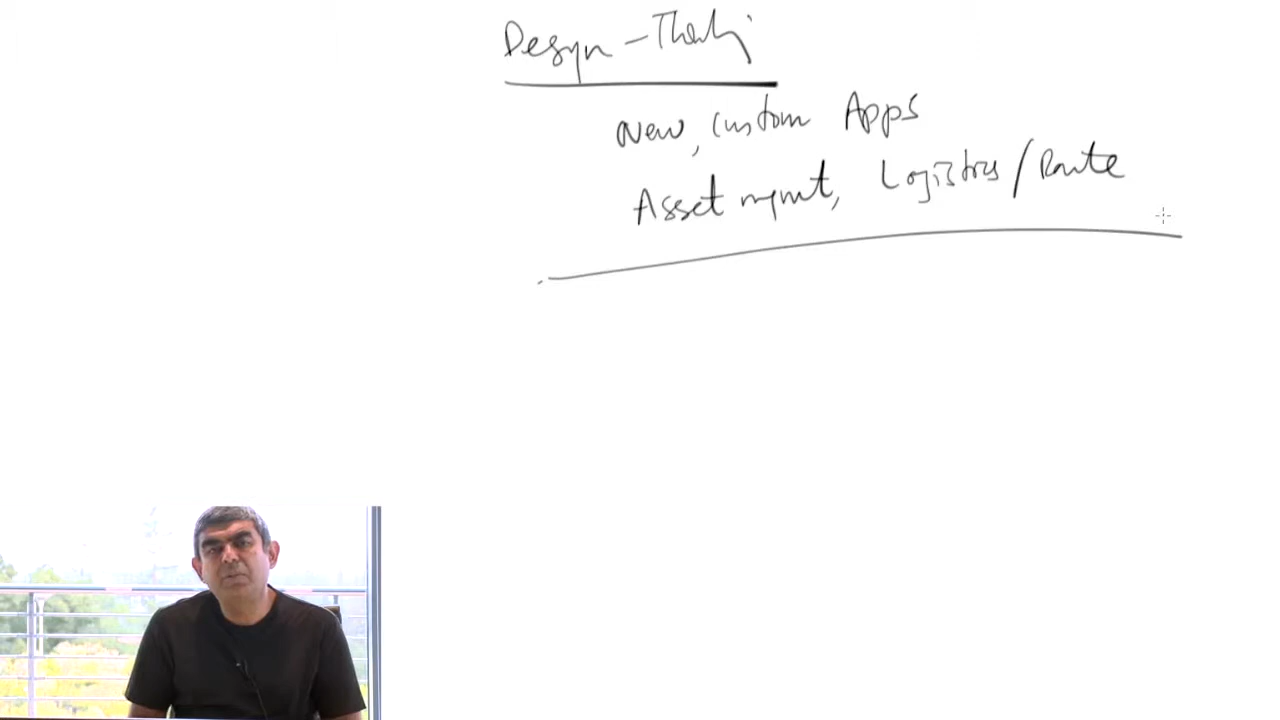 Design - Thinking
New, Custom Apps
Asset mgmt, Logistics / Route